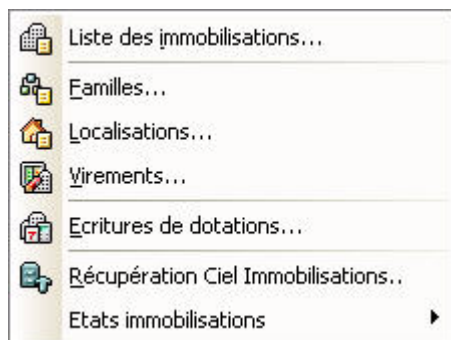 Liste des immobilisations...
Familles...
Localisations...
Virements...
Ecritures de dotations...
Récupération Ciel Immobilisations..
Etats immobilisations